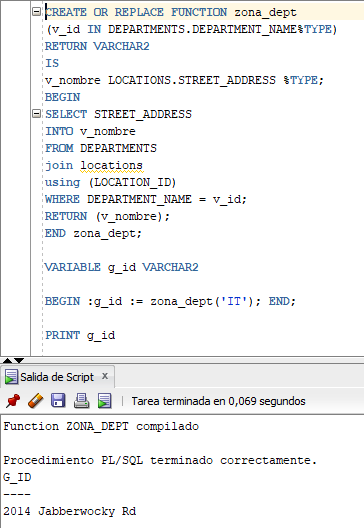 CREATE OR REPLACE FUNCTION zona_dept
(v_id IN DEPARTMENTS.DEPARTMENT_NAME%TYPE)
RETURN VARCHAR2
IS
v_nombre LOCATIONS.STREET_ADDRESS %TYPE;
BEGIN
SELECT STREET_ADDRESS
INTO v_nombre
FROM DEPARTMENTS
join locations
using (LOCATION_ID)
WHERE DEPARTMENT_NAME = v_id;
RETURN (v_nombre);
END zona_dept;
VARIABLE g_id VARCHAR2
BEGIN :g_id := zona_dept('IT'); END;
PRINT g_id
Salida de Script x
Tarea terminada en 0,069 segundos
Function ZONA_DEPT compilado
Procedimiento PL/SQL terminado correctamente.
G_ID
----
2014 Jabberwocky Rd